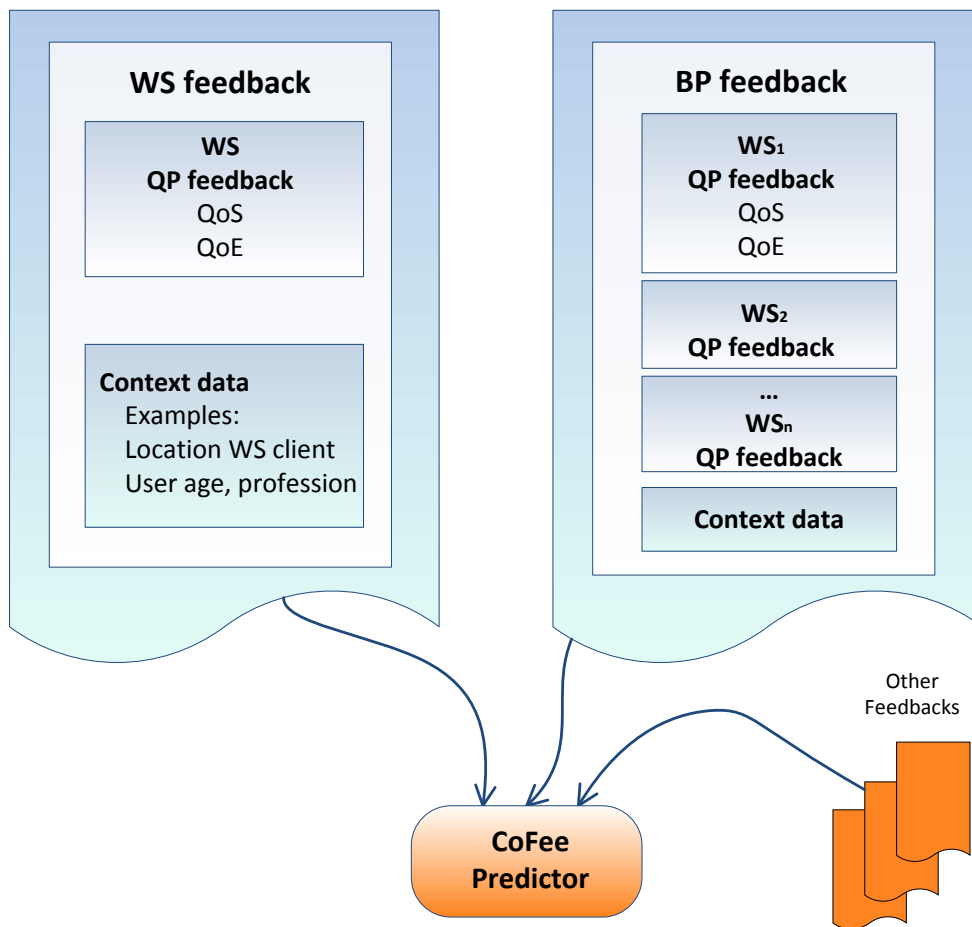 WS feedback
WS
QP feedback
QoS
QoE
Context data
Examples:
Location WS client
User age, profession
BP feedback
WS₁
QP feedback
QoS
QoE
WS₂
QP feedback
...
WSₙ
QP feedback
Context data
Other
Feedbacks
CoFee
Predictor